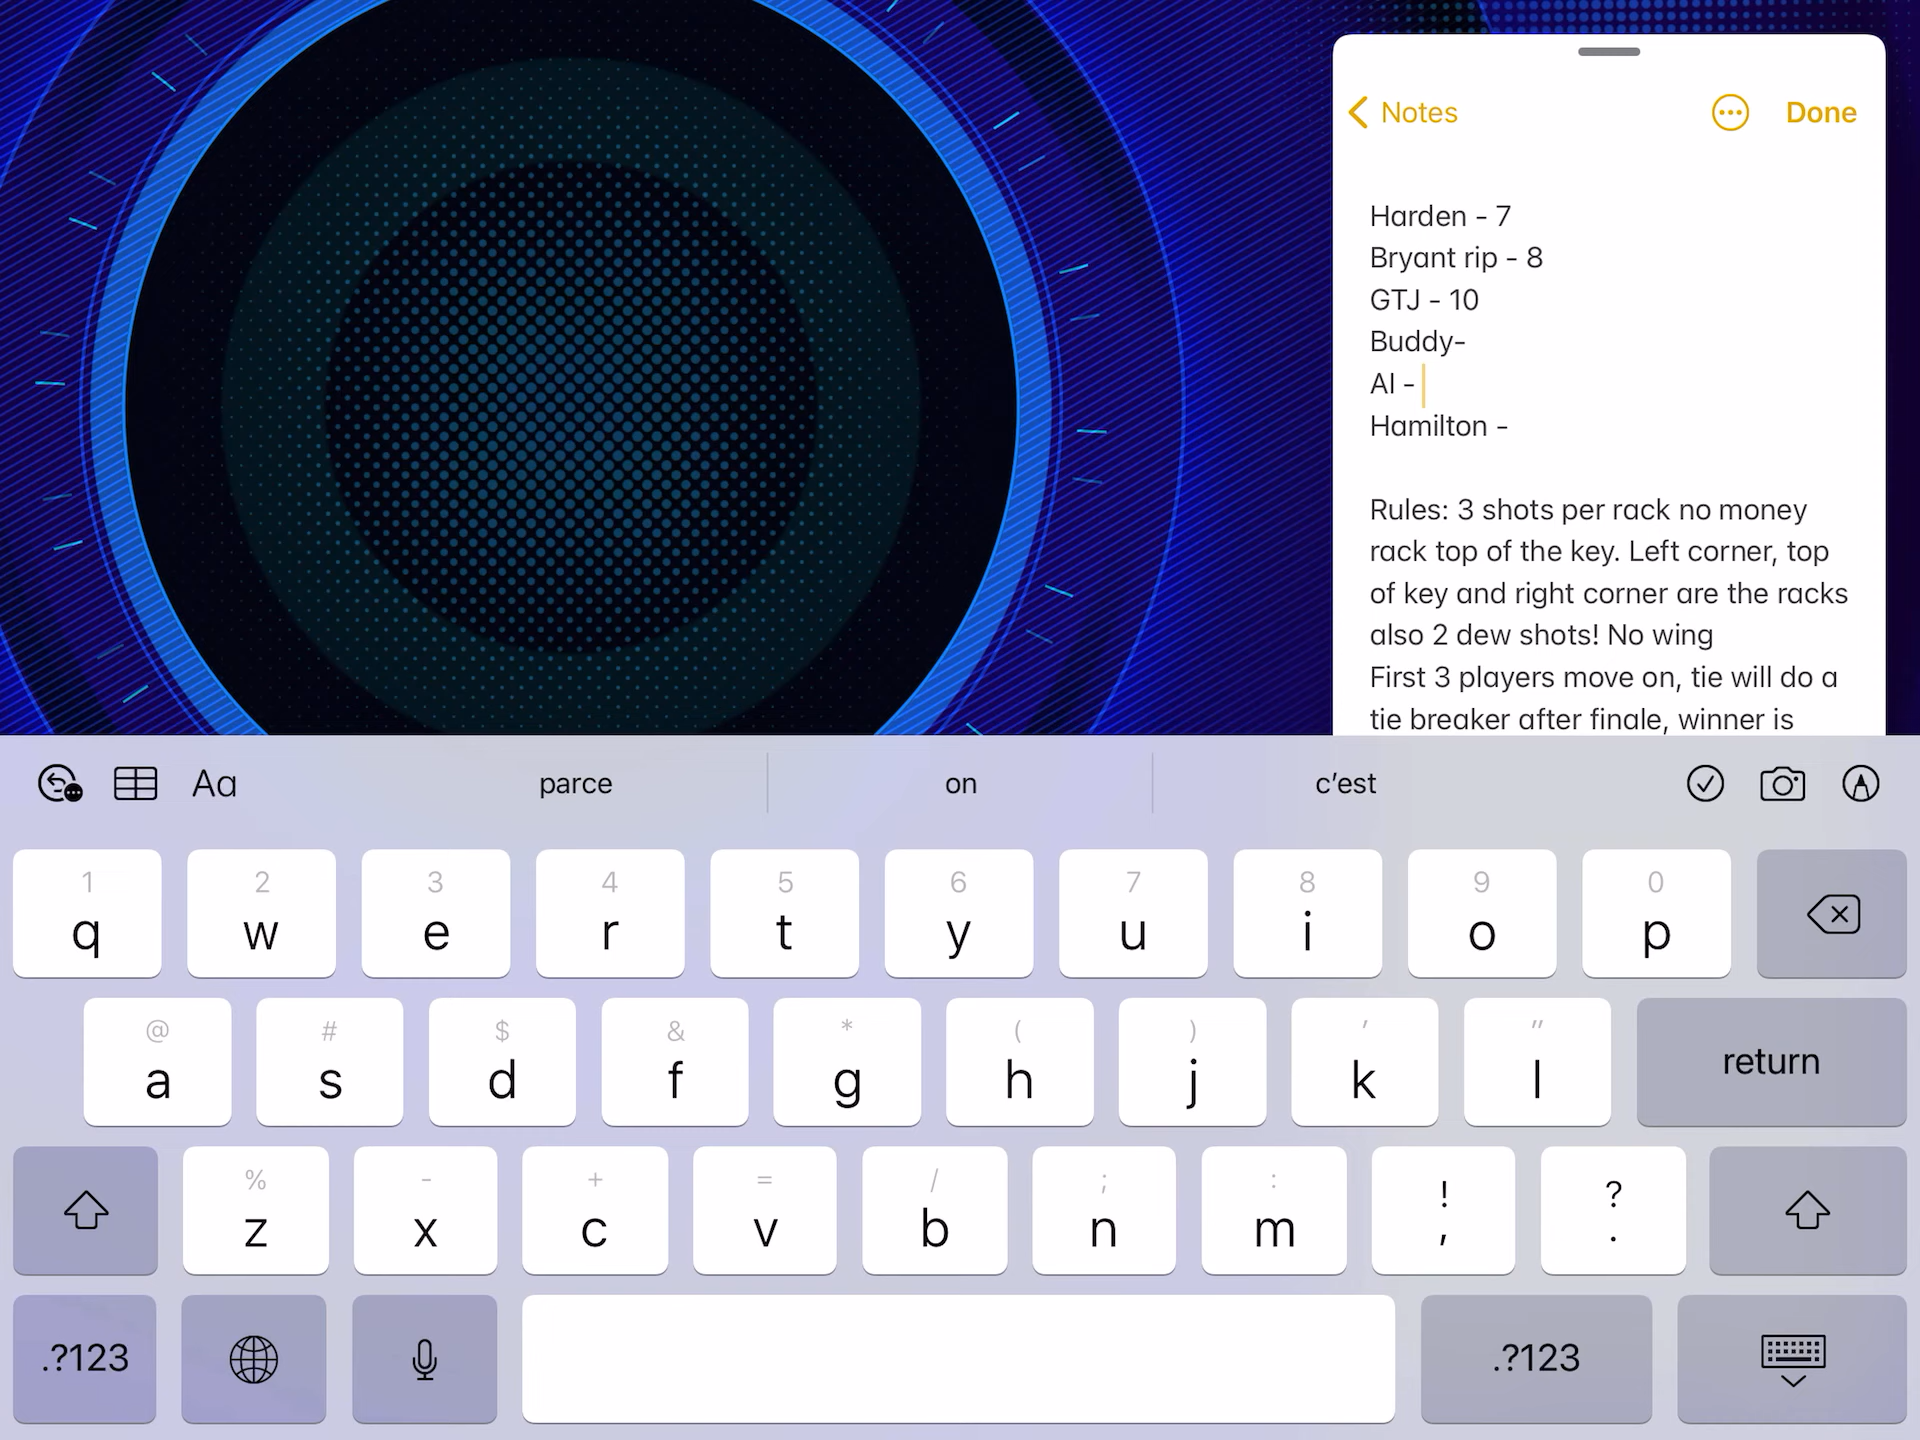 Notes
Done
Harden - 7
Bryant rip - 8
GTJ - 10
Buddy-
AI -
Hamilton -
Rules: 3 shots per rack no money
rack top of the key. Left corner, top
of key and right corner are the racks
also 2 dew shots! No wing
First 3 players move on, tie will do a
tie breaker after finale, winner is
Aa
parce
on
c'est
1 2 3 4 5 6 7 8 9 0
q w e r t y u i o p
@ # $ & * ( ) ' "
a s d f g h j k l
return
% - + = / ; : ! ?
z x c v b n m , .
.?123
.?123